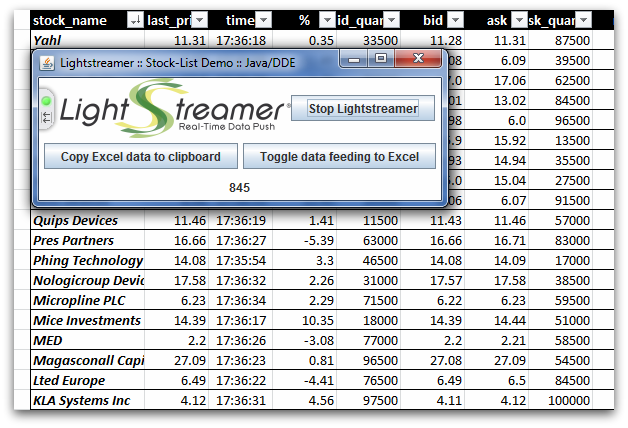 stock_name last_pri time % id_quar bid ask sk_quar
Yahl 11.31 17:36:18 0.35 33500 11.28 11.31 87500
Lightstreamer :: Stock-List Demo :: Java/DDE
.08 6.09 39500
7.0 17.06 62500
LightStreamer
Real-Time Data Push
Stop Lightstreamer
01 13.02 84500
98 6.0 96500
5.9 15.92 13500
Copy Excel data to clipboard Toggle data feeding to Excel
.93 14.94 35500
5.0 15.04 27500
845
.06 6.07 91500
Quips Devices 11.46 17:36:19 1.41 11500 11.43 11.46 57000
Pres Partners 16.66 17:36:27 -5.39 63000 16.66 16.71 83000
Phing Technology 14.08 17:35:54 3.3 46500 14.08 14.09 17000
Nologicroup Devic 17.58 17:36:32 2.26 31000 17.57 17.58 38500
Micropline PLC 6.23 17:36:34 2.29 71500 6.22 6.23 59500
Mice Investments 14.39 17:36:17 10.35 18000 14.39 14.44 51000
MED 2.2 17:36:26 -3.08 77000 2.2 2.21 58500
Magasconall Capi 27.09 17:36:23 0.81 96500 27.08 27.09 54500
Lted Europe 6.49 17:36:22 -4.41 76500 6.49 6.5 84500
KLA Systems Inc 4.12 17:36:31 4.56 97500 4.11 4.12 100000